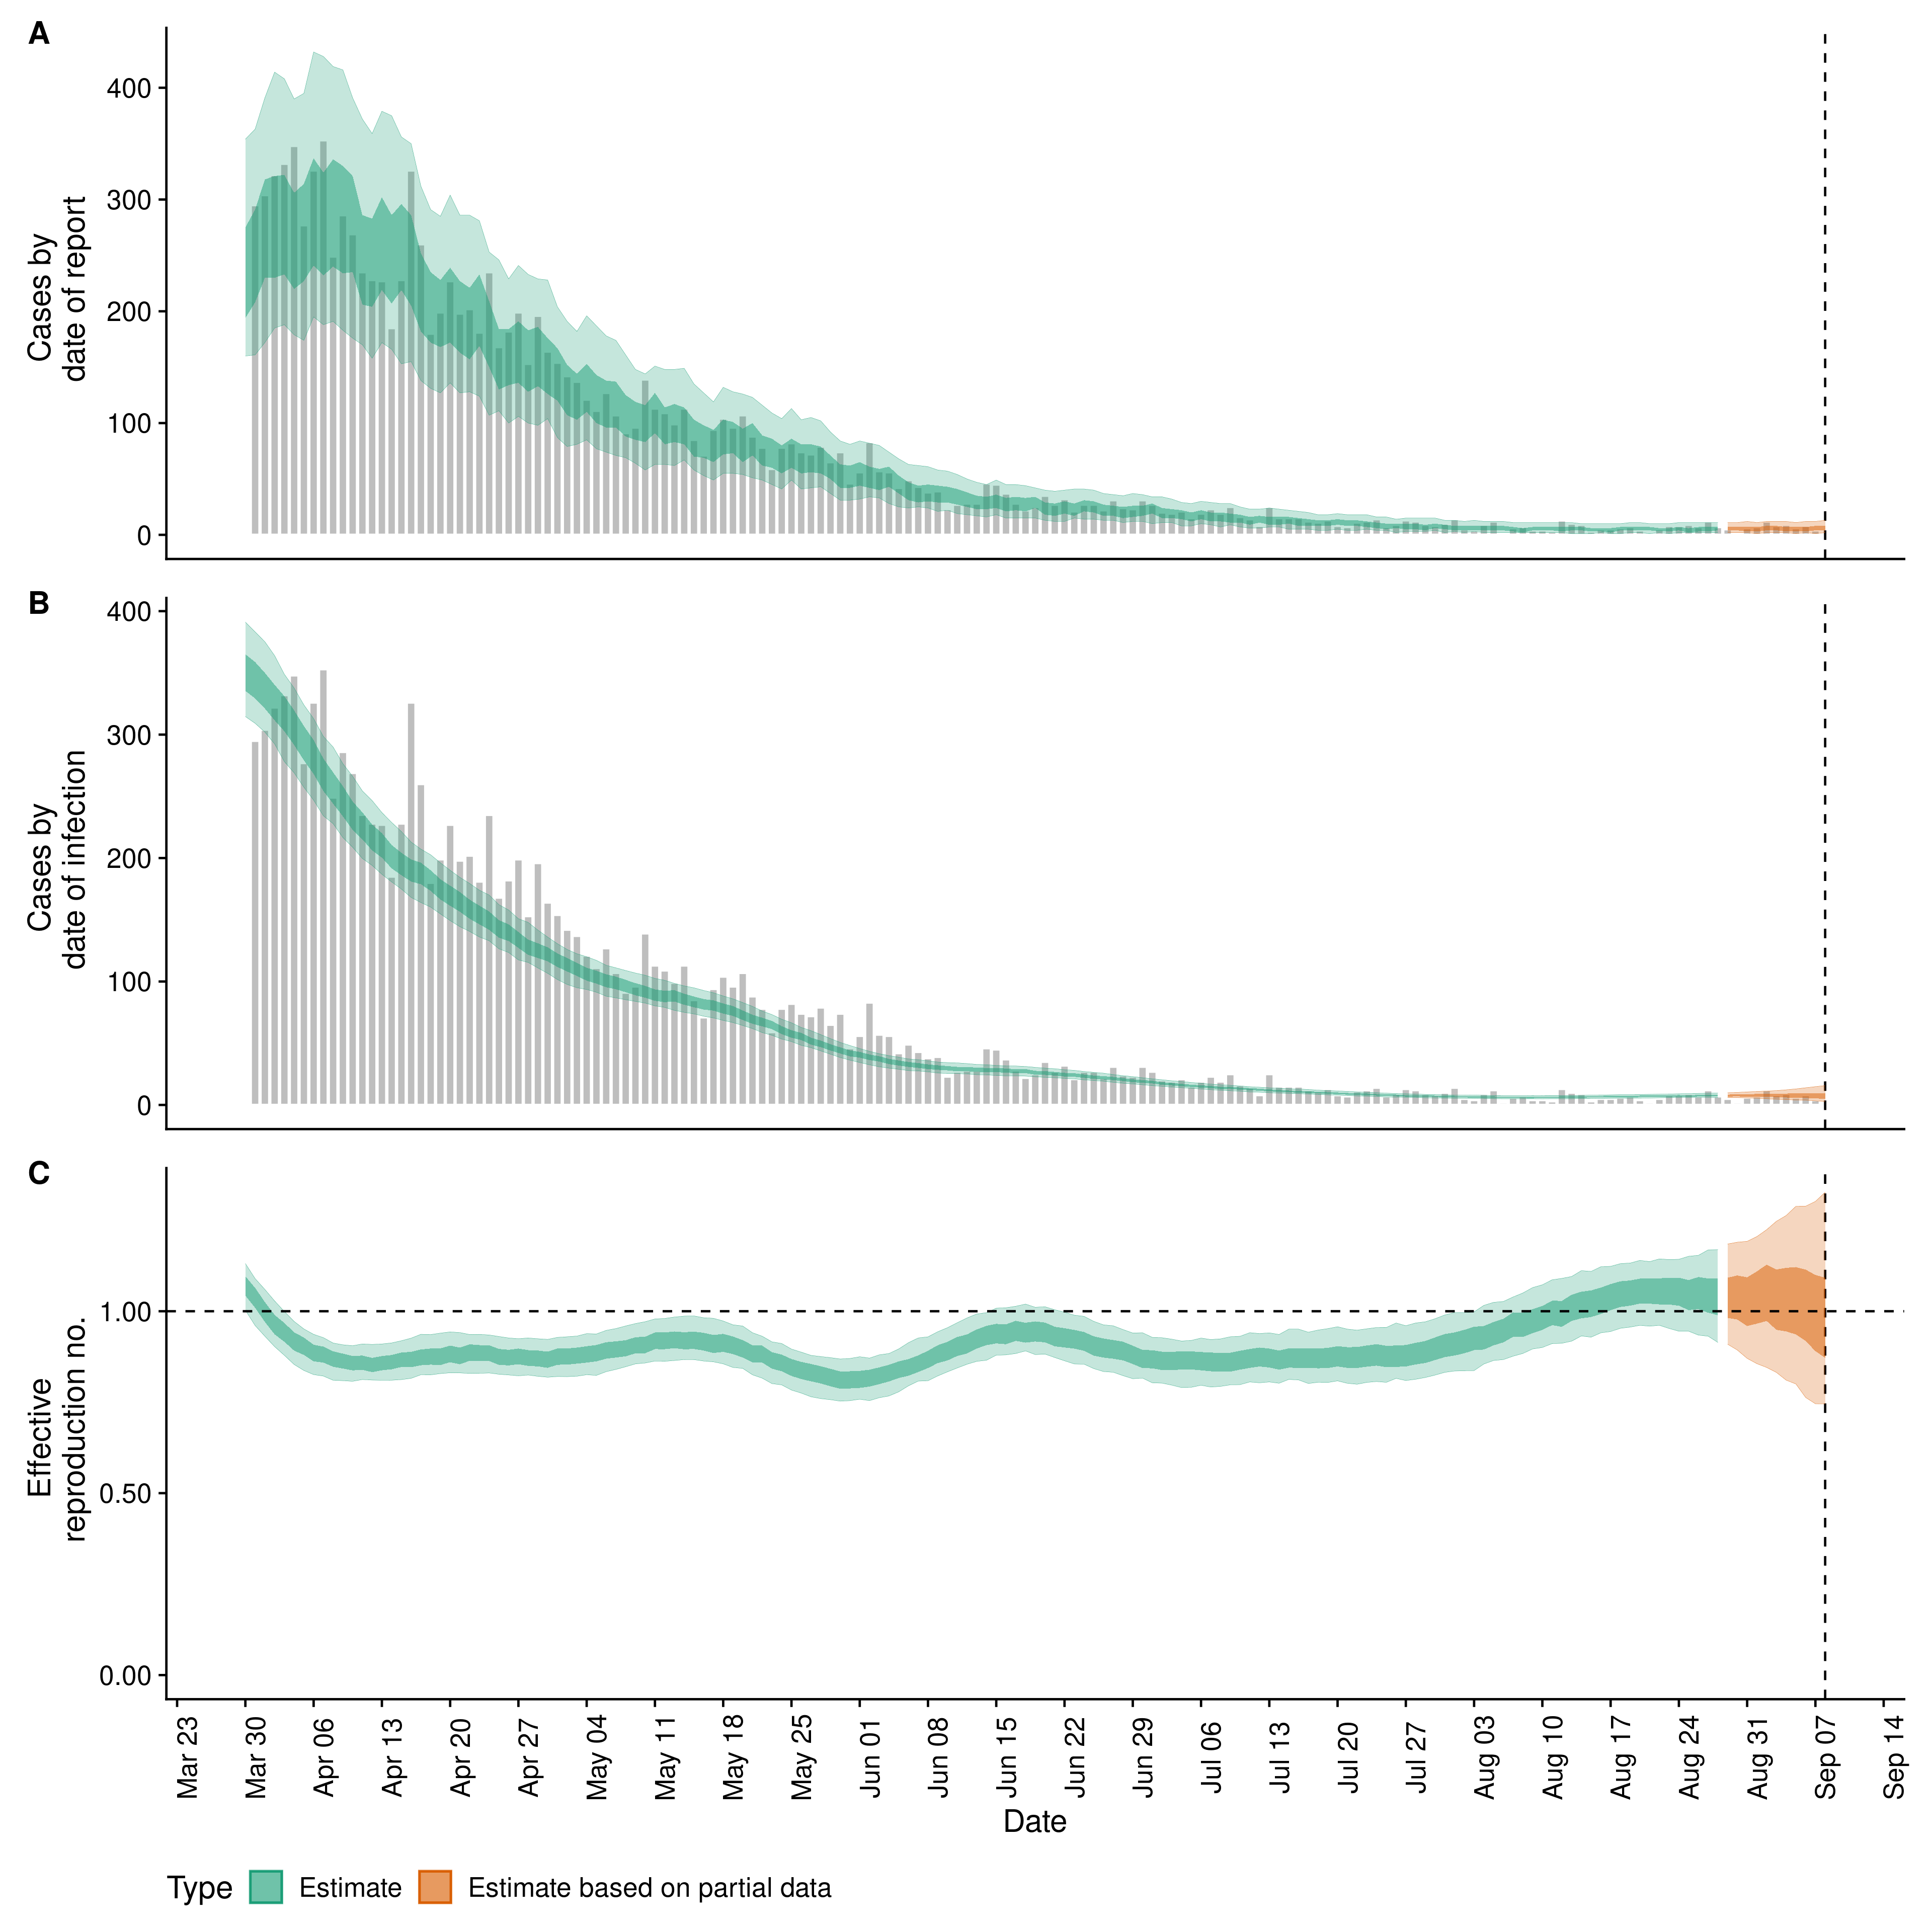 A
Cases by
date of report
400
300
200
100
0
B
Cases by
date of infection
400
300
200
100
0
C
Effective
reproduction no.
1.00
0.50
0.00
Mar 23
Mar 30
Apr 06
Apr 13
Apr 20
Apr 27
May 04
May 11
May 18
May 25
Jun 01
Jun 08
Jun 15
Jun 22
Jun 29
Jul 06
Jul 13
Jul 20
Jul 27
Aug 03
Aug 10
Aug 17
Aug 24
Aug 31
Sep 07
Sep 14
Date
Type Estimate Estimate based on partial data